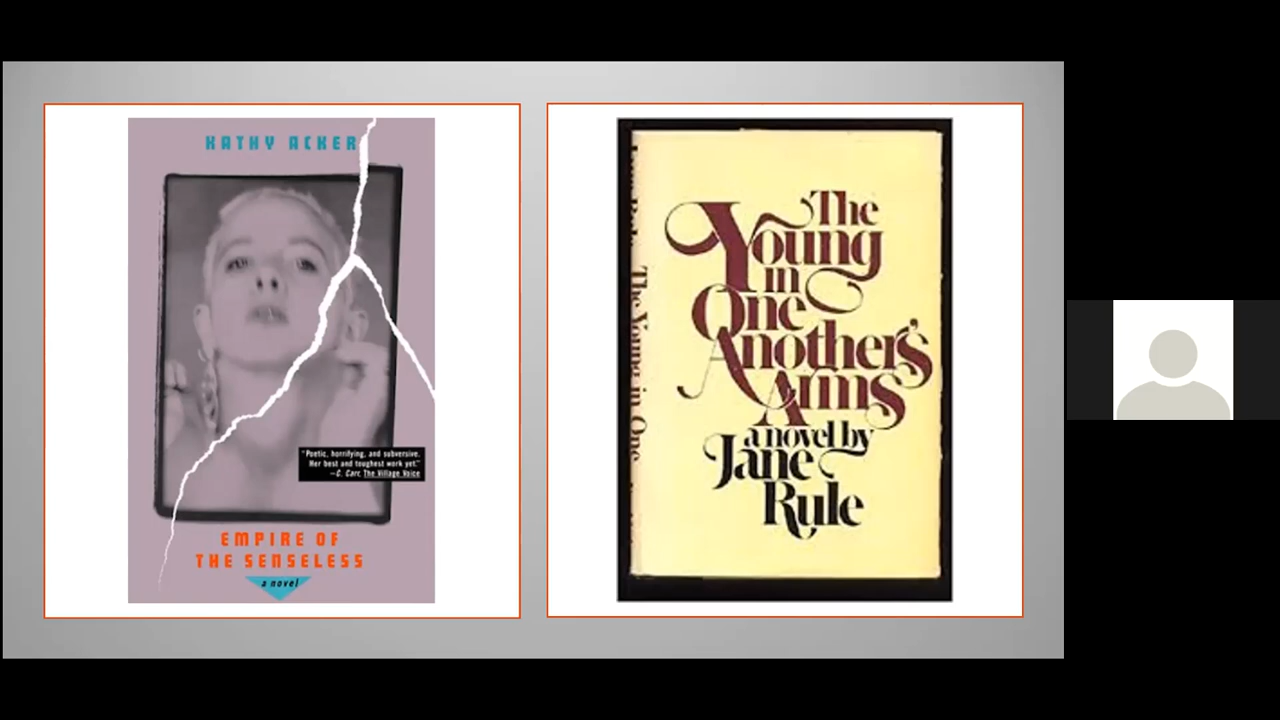 KATHY ACKER
"Poetic, horrifying, and subversive.
Her best and toughest work yet."
—C. Carr, The Village Voice
EMPIRE OF
THE SENSELESS
a novel
The Young in One
The
Young
in
One
Another's
Arms
a novel by
Jane
Rule